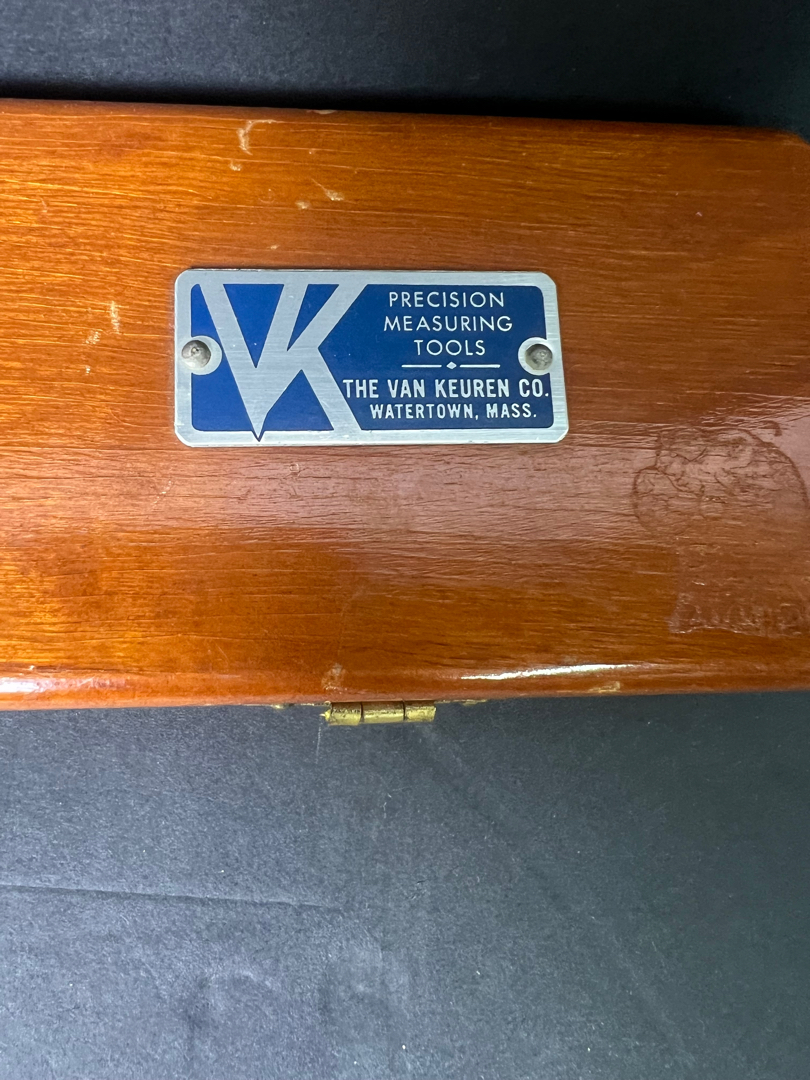 VK
PRECISION
MEASURING
TOOLS
THE VAN KEUREN CO.
WATERTOWN, MASS.